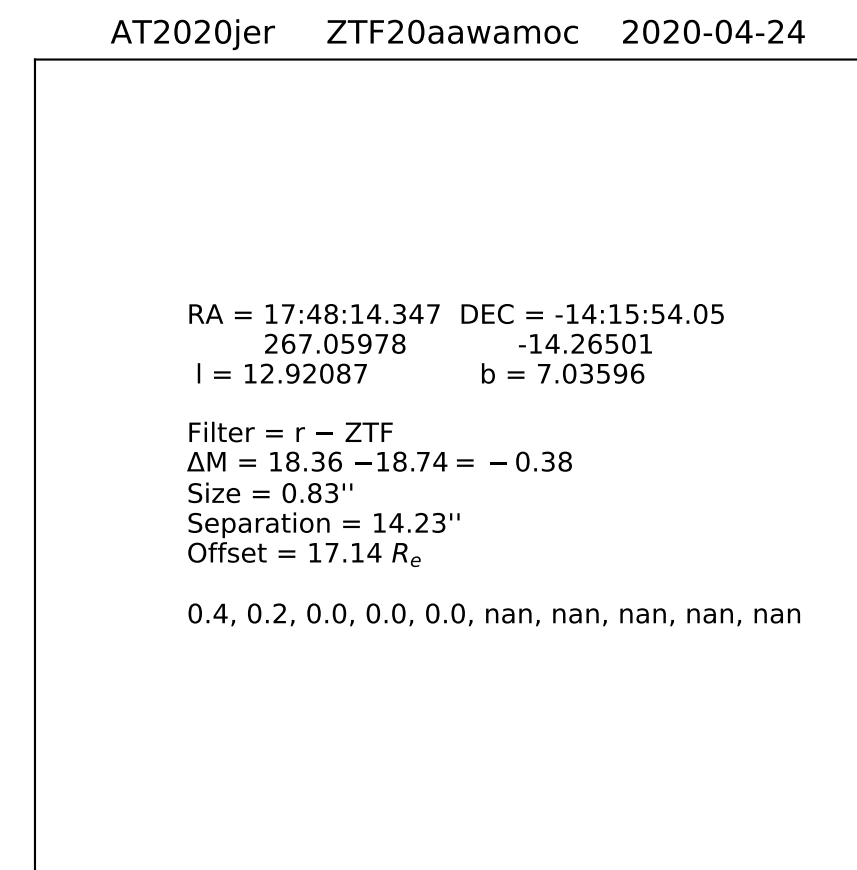 AT2020jer ZTF20aawamoc 2020-04-24
RA = 17:48:14.347 DEC = -14:15:54.05
267.05978 -14.26501
l = 12.92087 b = 7.03596
Filter = r − ZTF
ΔM = 18.36 −18.74 = − 0.38
Size = 0.83''
Separation = 14.23''
Offset = 17.14 Rₑ
0.4, 0.2, 0.0, 0.0, 0.0, nan, nan, nan, nan, nan